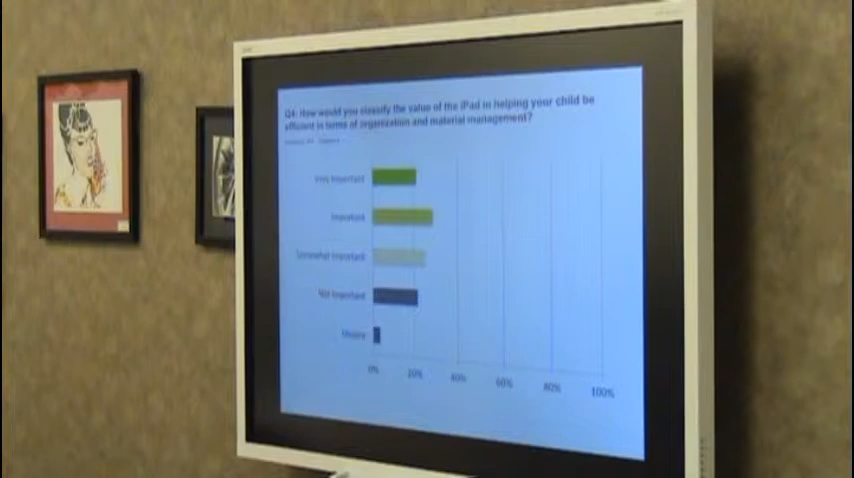 Q4: How would you classify the value of the iPad in helping your child be
efficient in terms of organization and material management?
Very Important
Important
Somewhat Important
Not Important
Unsure
0% 20% 40% 60% 80% 100%